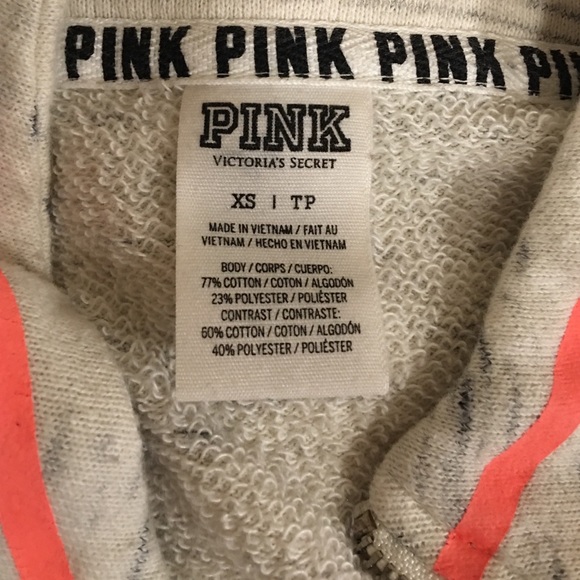 PINK PINK PINK PI
PINK
VICTORIA'S SECRET
XS | TP
MADE IN VIETNAM / FAIT AU
VIETNAM / HECHO EN VIETNAM
BODY / CORPS / CUERPO:
77% COTTON / COTON / ALGODÓN
23% POLYESTER / POLIÉSTER
CONTRAST / CONTRASTE:
60% COTTON / COTON / ALGODÓN
40% POLYESTER / POLIÉSTER